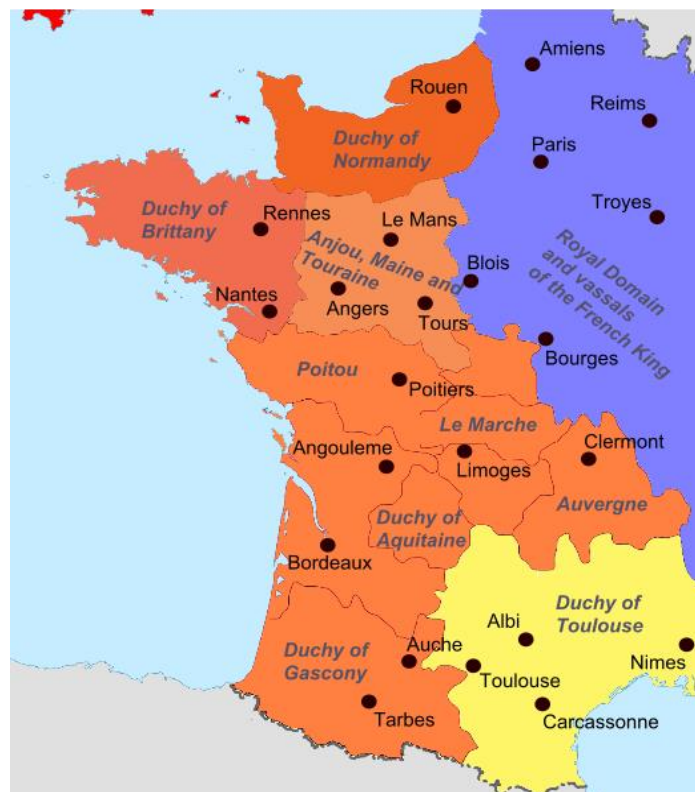 Amiens
Rouen
Reims
Duchy of
Normandy
Paris
Duchy of
Brittany
Rennes
Le Mans
Troyes
Anjou, Maine and
Touraine
Royal Domain
and vassals
of the French King
Blois
Nantes
Angers
Tours
Bourges
Poitou
Poitiers
Le Marche
Angouleme
Limoges
Clermont
Auvergne
Duchy of
Aquitaine
Bordeaux
Duchy of
Toulouse
Albi
Duchy of
Gascony
Auche
Toulouse
Nimes
Tarbes
Carcassonne